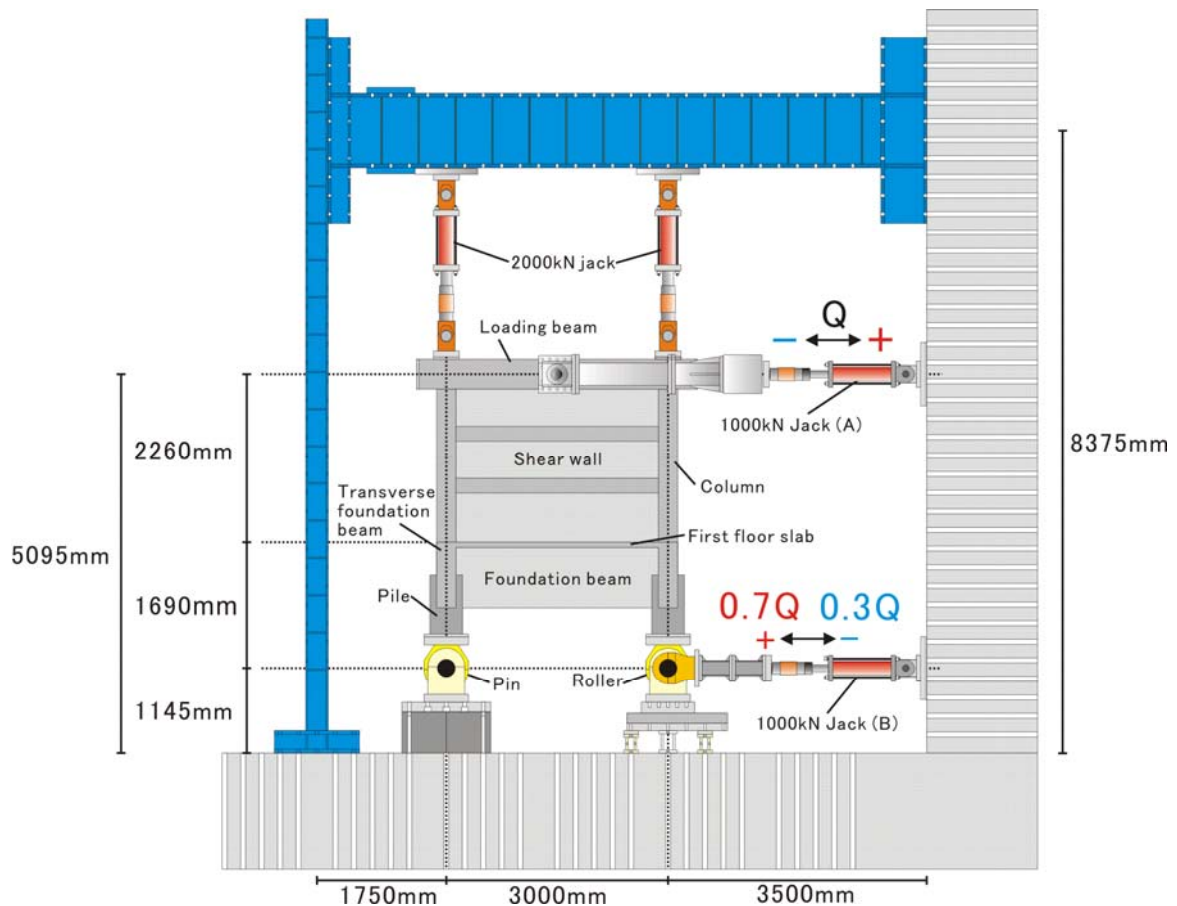 2000kN jack
Loading beam
− Q +
1000kN Jack (A)
2260mm
8375mm
Shear wall
Column
Transverse
foundation
beam
First floor slab
5095mm
Foundation beam
1690mm
Pile
0.7Q 0.3Q
+ −
Pin
Roller
1145mm
1000kN Jack (B)
1750mm
3000mm
3500mm